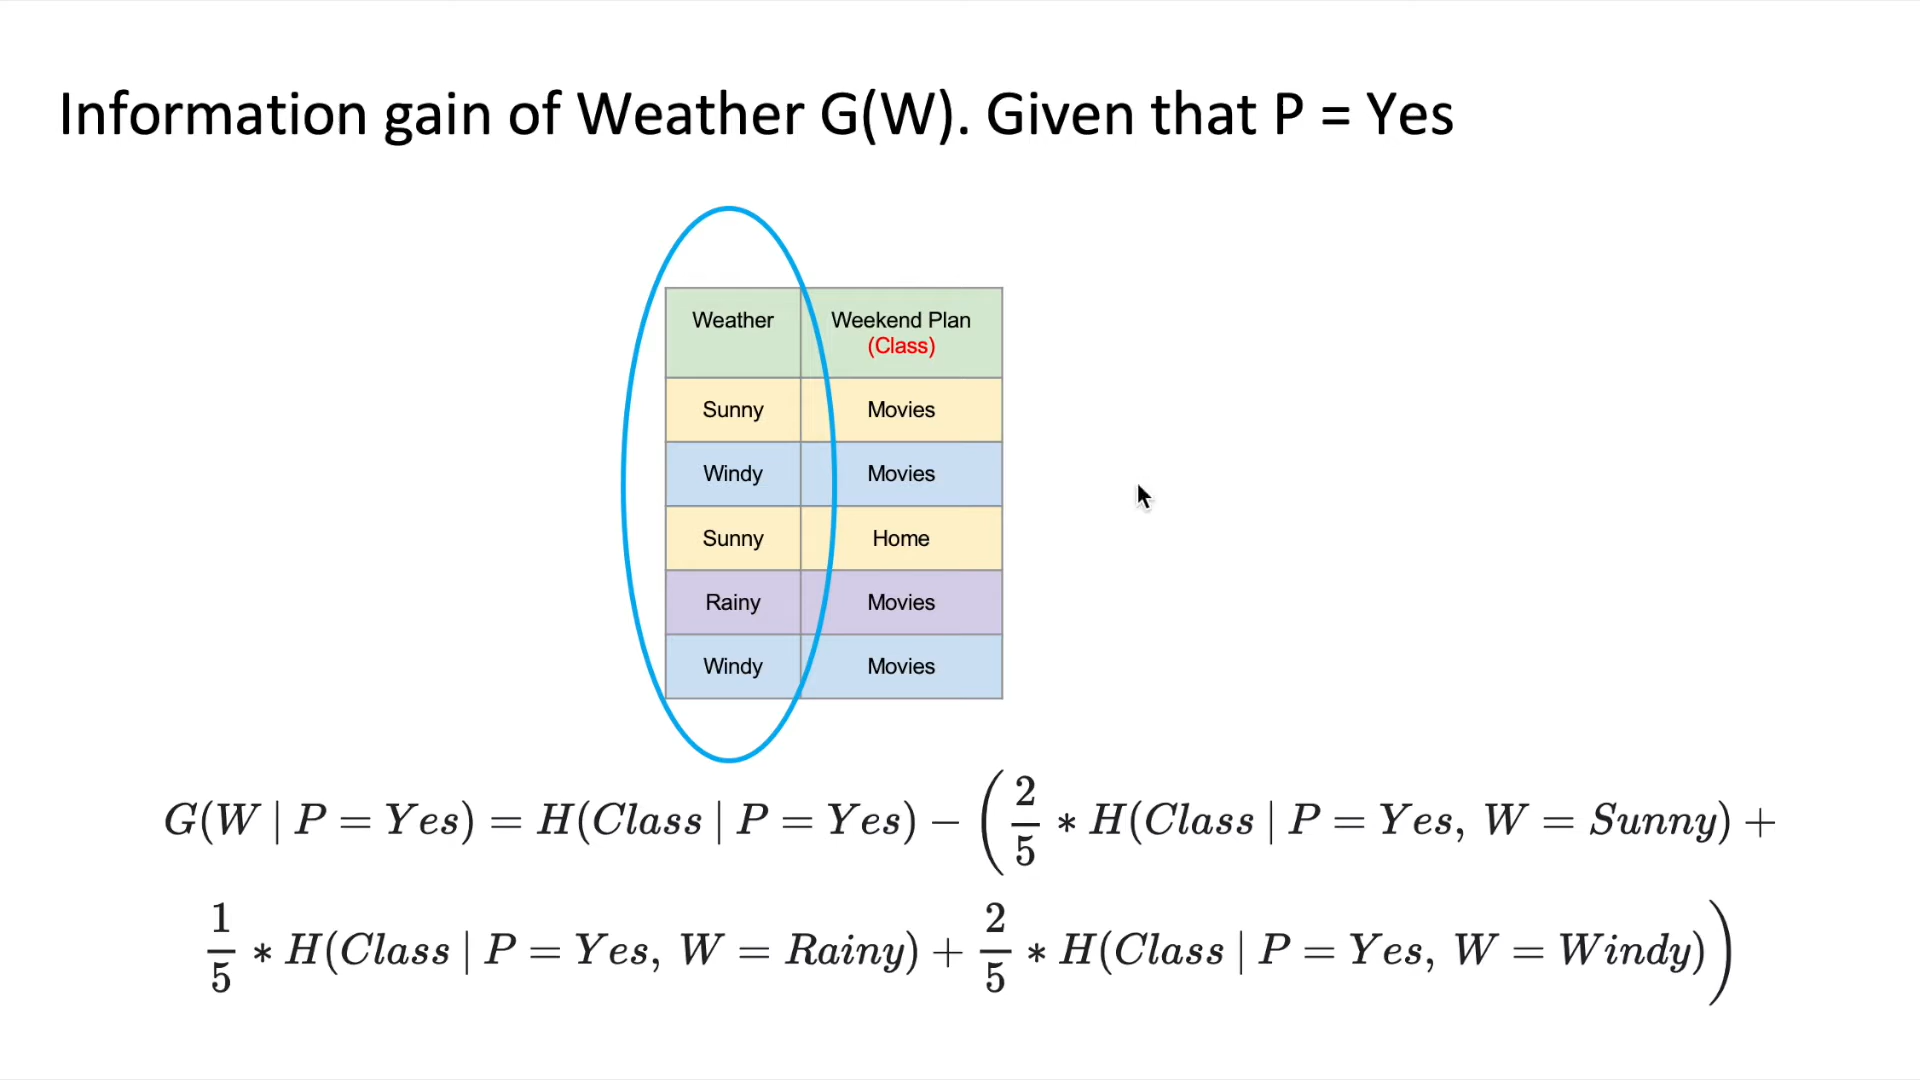 Information gain of Weather G(W). Given that P = Yes
Weather Weekend Plan
(Class)
Sunny Movies
Windy Movies
Sunny Home
Rainy Movies
Windy Movies
G(W | P = Yes) = H(Class | P = Yes) − (2/5 * H(Class | P = Yes, W = Sunny) +
1/5 * H(Class | P = Yes, W = Rainy) + 2/5 * H(Class | P = Yes, W = Windy))